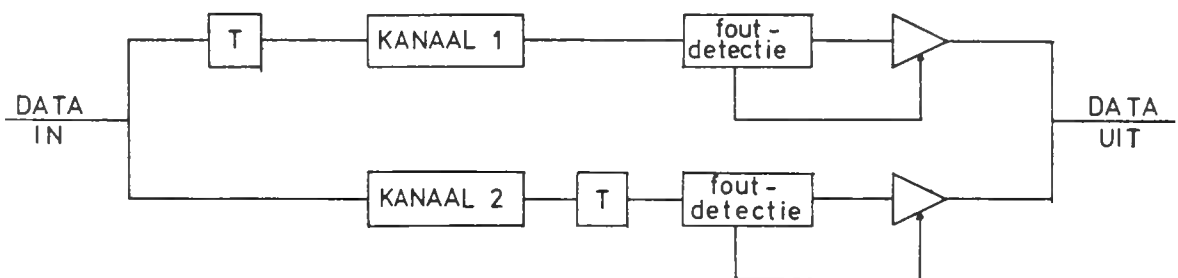 T
KANAAL 1
fout-
detectie
DATA
IN
DATA
UIT
KANAAL 2
T
fout-
detectie